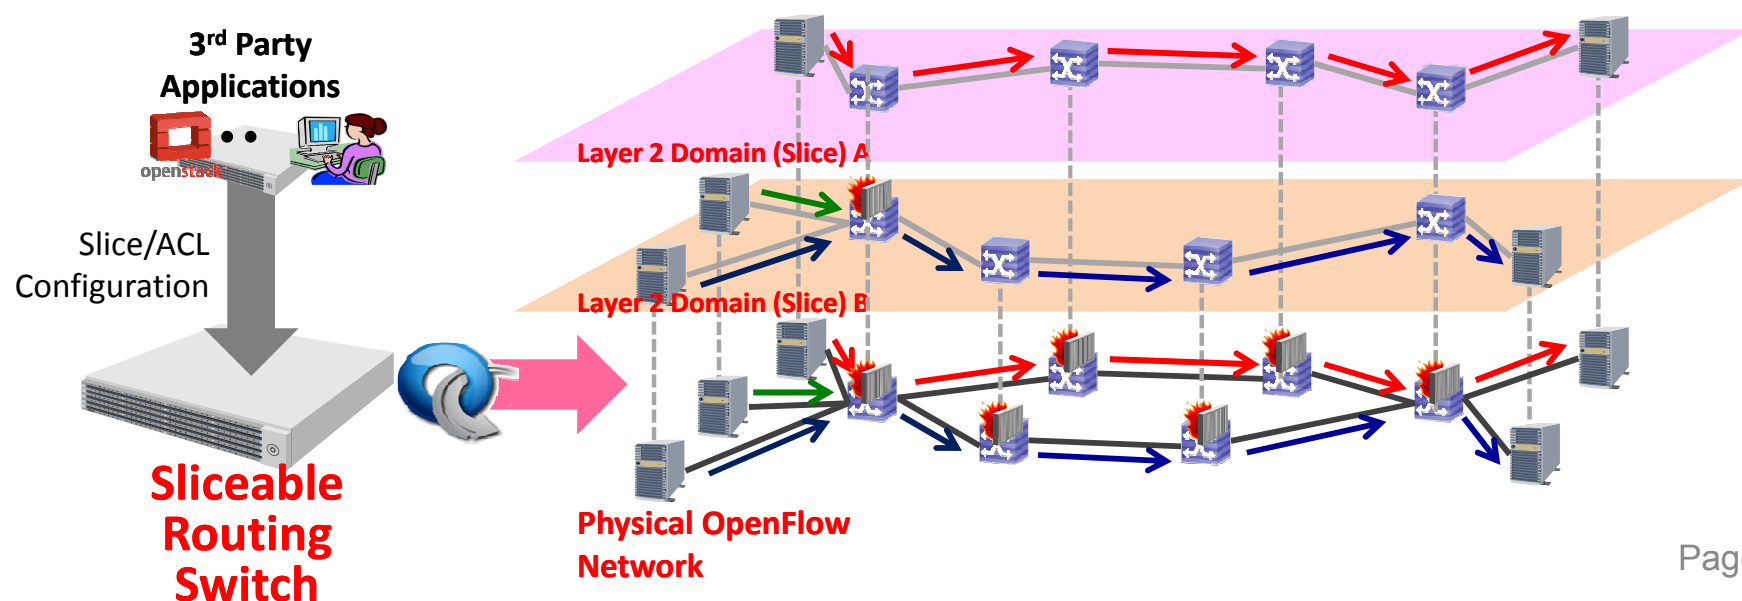 3rd Party
Applications
openstack
Slice/ACL
Configuration
Sliceable
Routing
Switch
Layer 2 Domain (Slice) A
Layer 2 Domain (Slice) B
Physical OpenFlow
Network
Pag